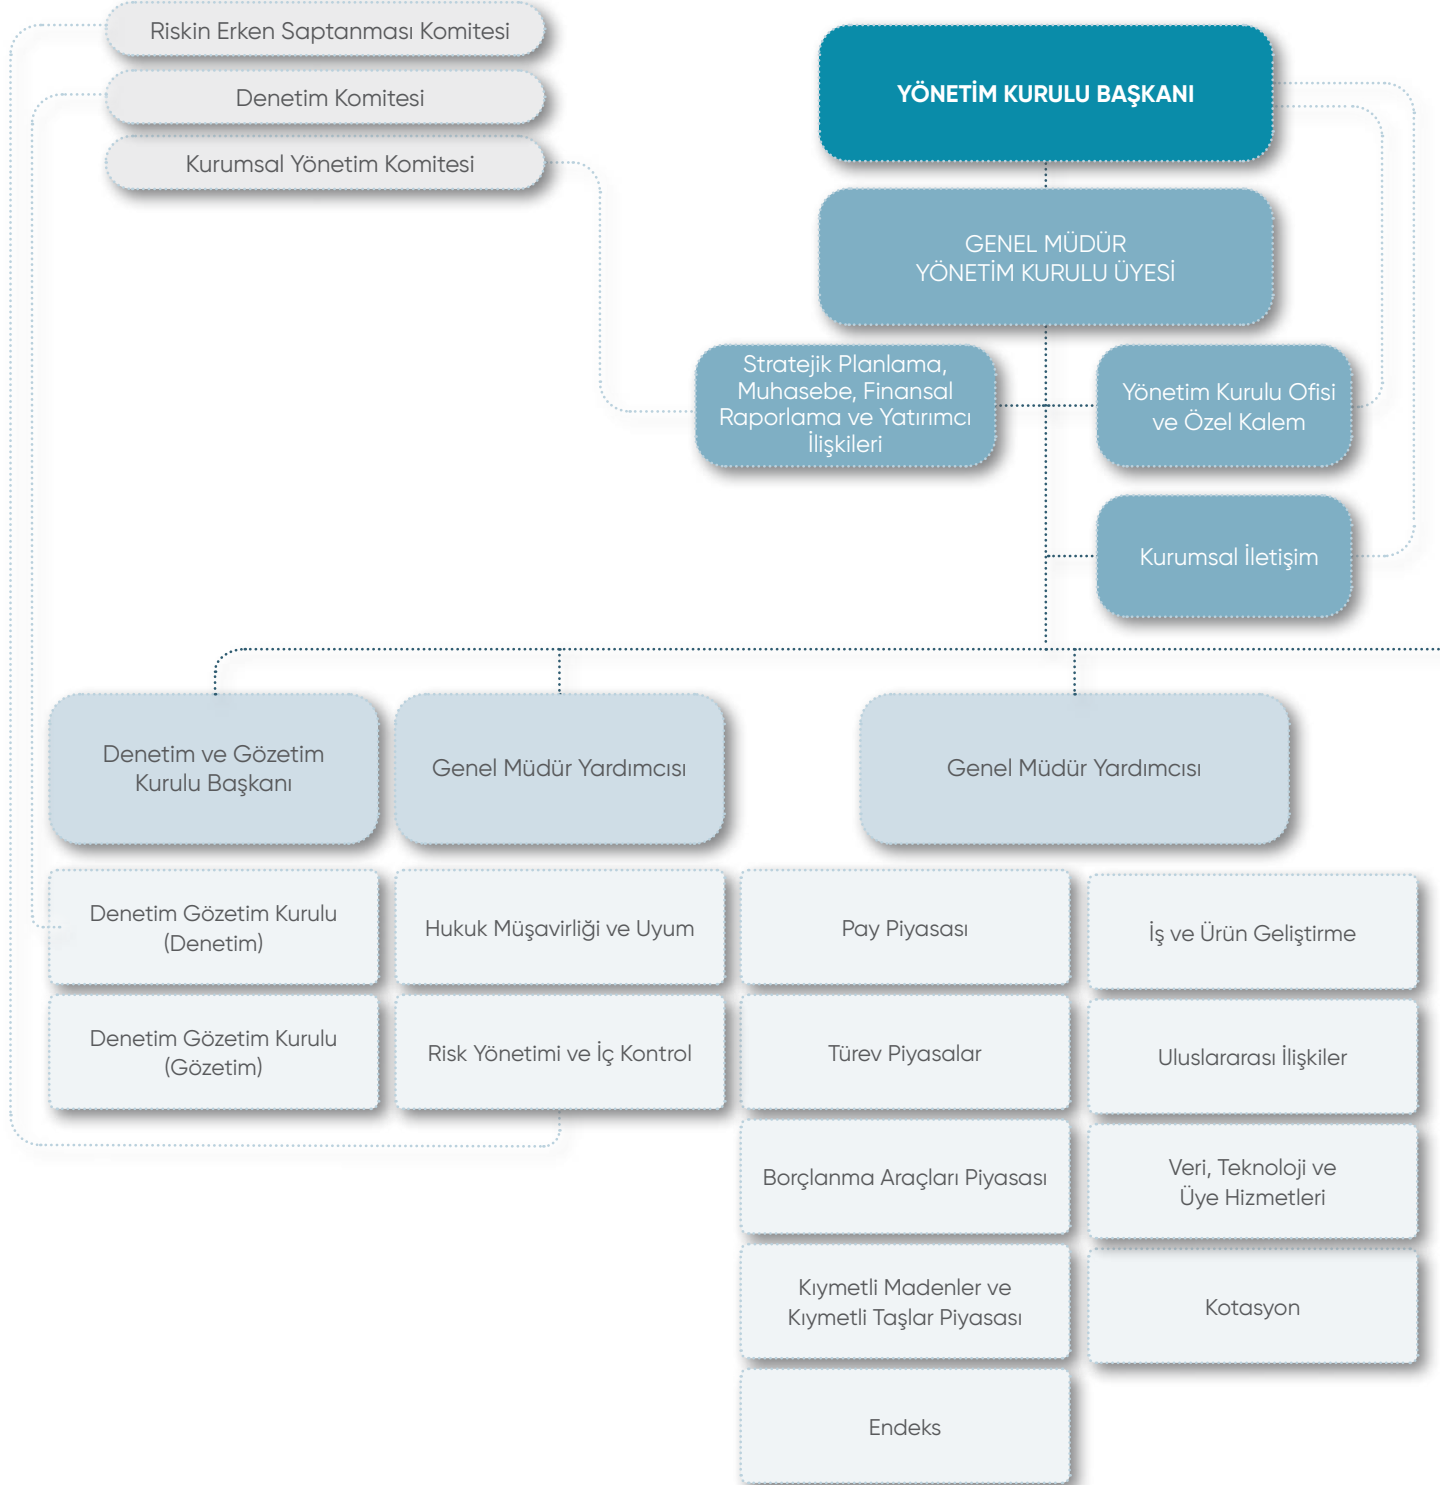 Riskin Erken Saptanması Komitesi
Denetim Komitesi
Kurumsal Yönetim Komitesi
YÖNETİM KURULU BAŞKANI
GENEL MÜDÜR
YÖNETİM KURULU ÜYESİ
Stratejik Planlama,
Muhasebe, Finansal
Raporlama ve Yatırımcı
İlişkileri
Yönetim Kurulu Ofisi
ve Özel Kalem
Kurumsal İletişim
Denetim ve Gözetim
Kurulu Başkanı
Genel Müdür Yardımcısı
Genel Müdür Yardımcısı
Denetim Gözetim Kurulu
(Denetim)
Denetim Gözetim Kurulu
(Gözetim)
Hukuk Müşavirliği ve Uyum
Risk Yönetimi ve İç Kontrol
Pay Piyasası
Türev Piyasalar
Borçlanma Araçları Piyasası
Kıymetli Madenler ve
Kıymetli Taşlar Piyasası
Endeks
İş ve Ürün Geliştirme
Uluslararası İlişkiler
Veri, Teknoloji ve
Üye Hizmetleri
Kotasyon